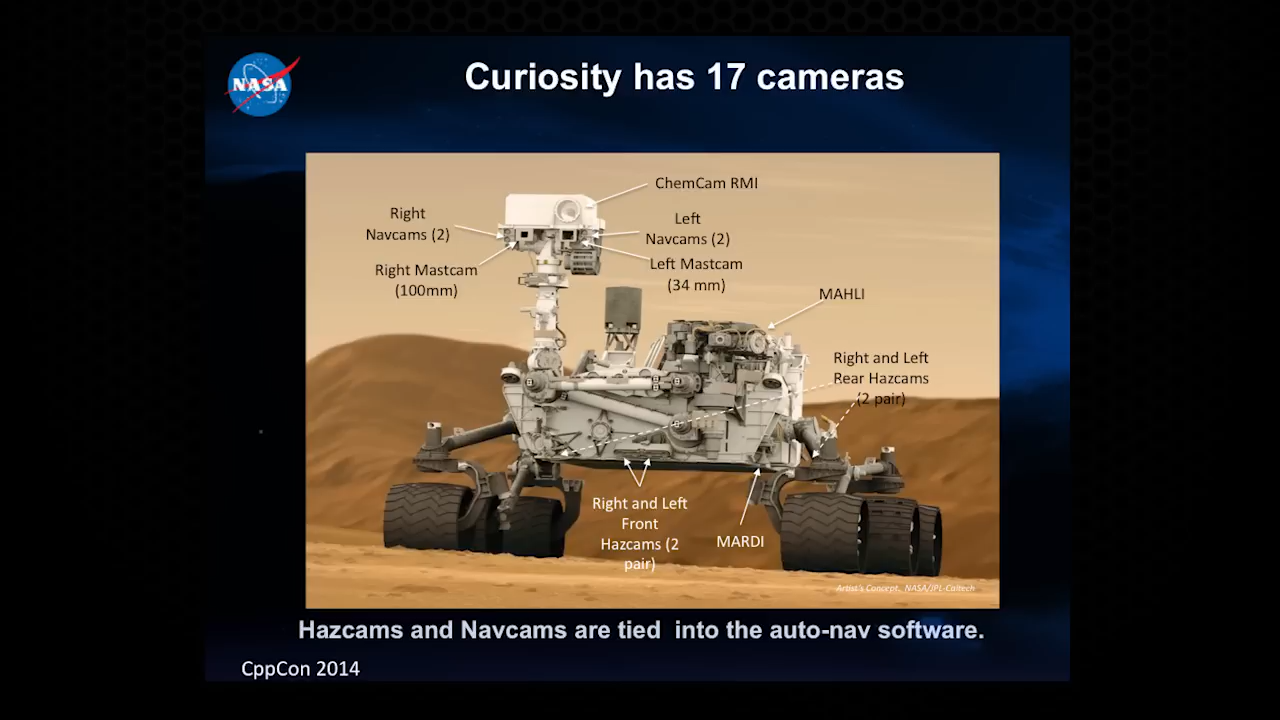 NASA
Curiosity has 17 cameras
ChemCam RMI
Right
Navcams (2)
Left
Navcams (2)
Right Mastcam
(100mm)
Left Mastcam
(34 mm)
MAHLI
Right and Left
Rear Hazcams
(2 pair)
Right and Left
Front
Hazcams (2
pair)
MARDI
Artist's Concept. NASA/JPL-Caltech
Hazcams and Navcams are tied into the auto-nav software.
CppCon 2014